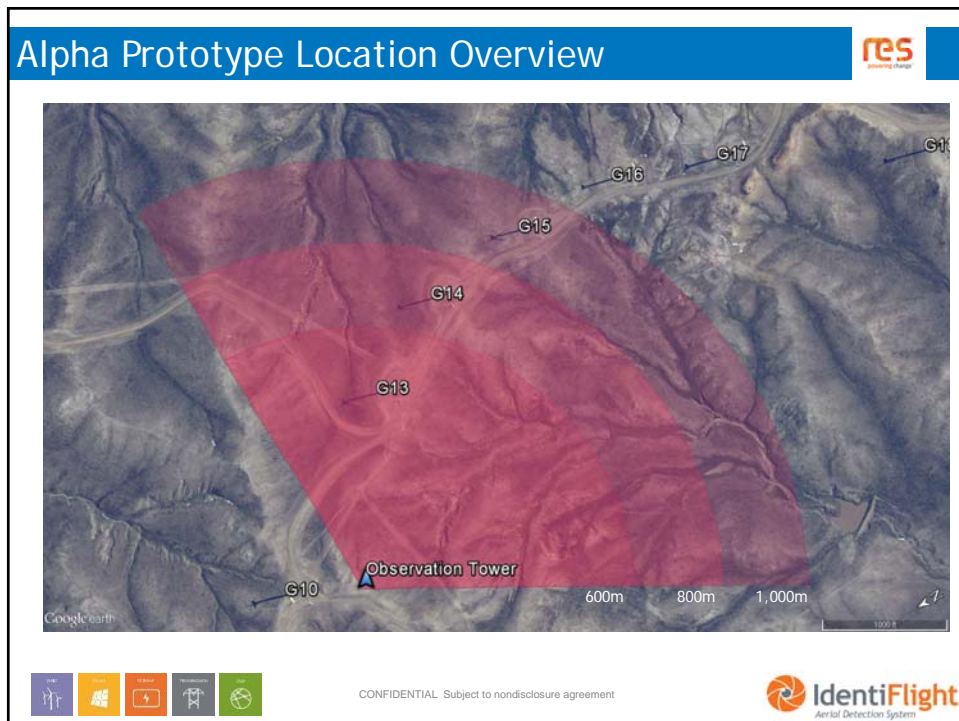 Alpha Prototype Location Overview
res
powering change
G17
G16
G15
G14
G13
Observation Tower
G10
600m
800m
1,000m
Google earth
1000 ft
CONFIDENTIAL Subject to nondisclosure agreement
IdentiFlight
Aerial Detection System